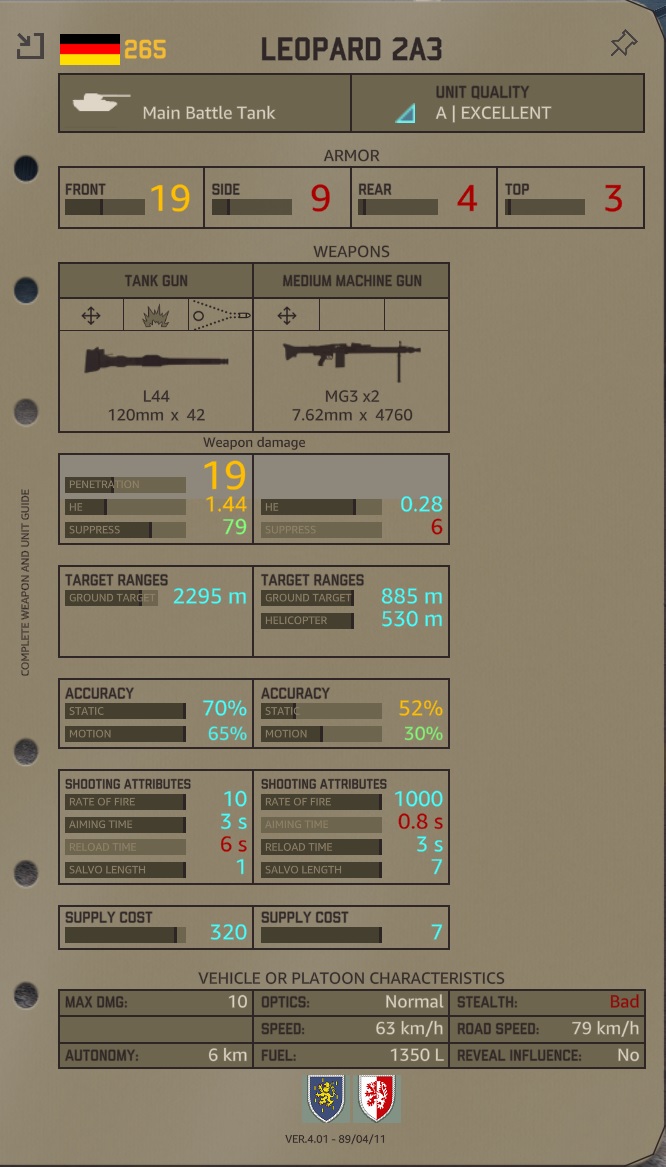 265 LEOPARD 2A3
Main Battle Tank
UNIT QUALITY
A | EXCELLENT
ARMOR
FRONT 19 SIDE 9 REAR 4 TOP 3
WEAPONS
TANK GUN MEDIUM MACHINE GUN
L44 MG3 x2
120mm x 42 7.62mm x 4760
Weapon damage
PENETRATION 19
HE 1.44 HE 0.28
SUPPRESS 79 SUPPRESS 6
TARGET RANGES TARGET RANGES
GROUND TARGET 2295 m GROUND TARGET 885 m
HELICOPTER 530 m
ACCURACY ACCURACY
STATIC 70% STATIC 52%
MOTION 65% MOTION 30%
SHOOTING ATTRIBUTES SHOOTING ATTRIBUTES
RATE OF FIRE 10 RATE OF FIRE 1000
AIMING TIME 3 s AIMING TIME 0.8 s
RELOAD TIME 6 s RELOAD TIME 3 s
SALVO LENGTH 1 SALVO LENGTH 7
SUPPLY COST 320 SUPPLY COST 7
VEHICLE OR PLATOON CHARACTERISTICS
MAX DMG: 10 OPTICS: Normal STEALTH: Bad
SPEED: 63 km/h ROAD SPEED: 79 km/h
AUTONOMY: 6 km FUEL: 1350 L REVEAL INFLUENCE: No
VER.4.01 - 89/04/11
COMPLETE WEAPON AND UNIT GUIDE